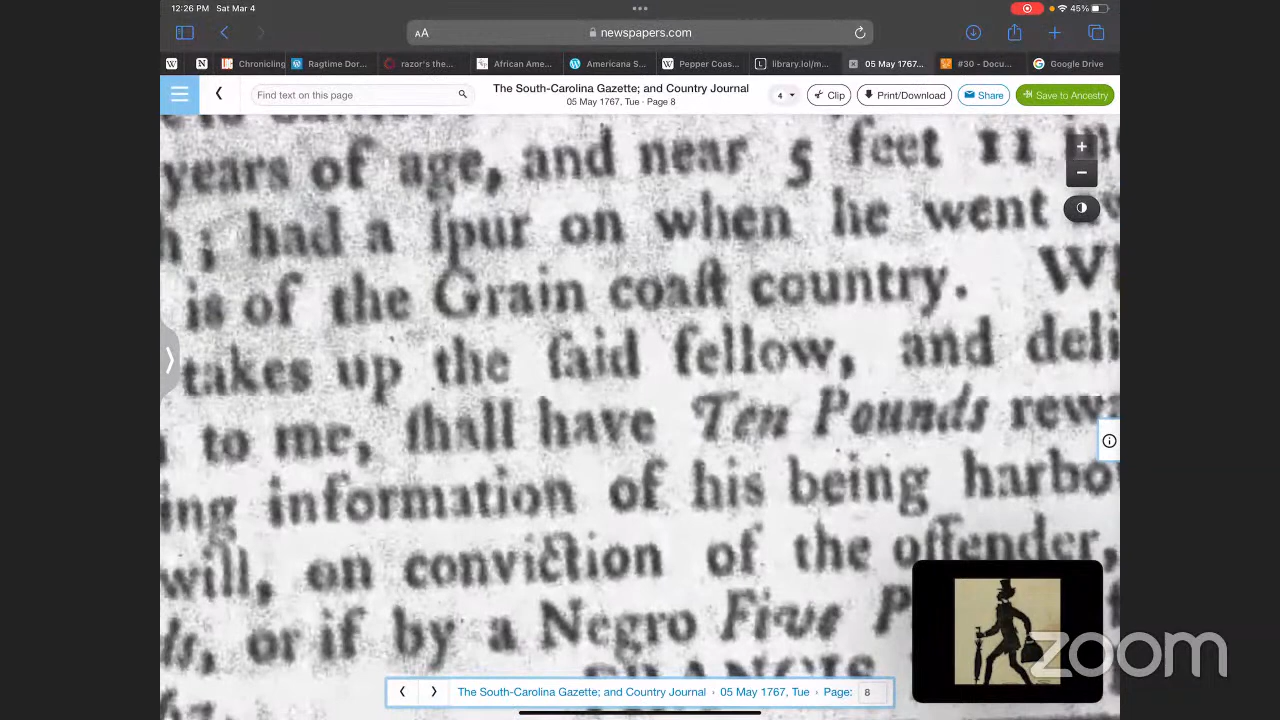 12:26 PM Sat Mar 4
45%
AA newspapers.com
W N Chronicling Ragtime Dor... razor's the... African Ame... Americana S... W Pepper Coas... L library.lol/m... 05 May 1767... #30 - Docu... Google Drive
Find text on this page
The South-Carolina Gazette; and Country Journal
05 May 1767, Tue · Page 8
4 Clip Print/Download Share Save to Ancestry
years of age, and near 5 feet 11
had a ſpur on when he went
is of the Grain coaſt country.
takes up the ſaid fellow, and deli
to me, ſhall have Ten Pounds rewa
ing information of his being harbo
will, on conviction of the offender,
ds, or if by a Negro Five P
zoom
The South-Carolina Gazette; and Country Journal › 05 May 1767, Tue › Page: 8